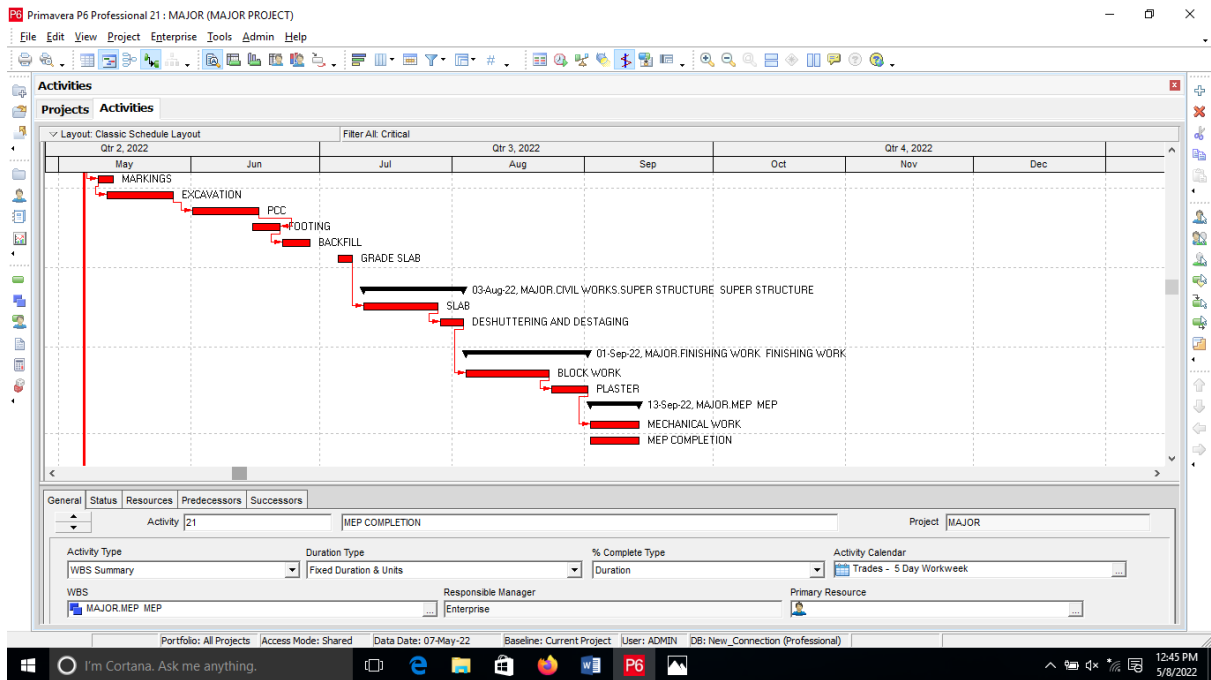 P6 Primavera P6 Professional 21 : MAJOR (MAJOR PROJECT)
File Edit View Project Enterprise Tools Admin Help
Activities
Projects Activities
Layout: Classic Schedule Layout Filter All: Critical
Qtr 2, 2022 Qtr 3, 2022 Qtr 4, 2022
May Jun Jul Aug Sep Oct Nov Dec
MARKINGS
EXCAVATION
PCC
FOOTING
BACKFILL
GRADE SLAB
03-Aug-22, MAJOR.CIVIL WORKS.SUPER STRUCTURE SUPER STRUCTURE
SLAB
DESHUTTERING AND DESTAGING
01-Sep-22, MAJOR.FINISHING WORK FINISHING WORK
BLOCK WORK
PLASTER
13-Sep-22, MAJOR.MEP MEP
MECHANICAL WORK
MEP COMPLETION
General Status Resources Predecessors Successors
Activity 21 MEP COMPLETION Project MAJOR
Activity Type Duration Type % Complete Type Activity Calendar
WBS Summary Fixed Duration & Units Duration Trades - 5 Day Workweek ...
WBS Responsible Manager Primary Resource
MAJOR.MEP MEP ... Enterprise ...
Portfolio: All Projects Access Mode: Shared Data Date: 07-May-22 Baseline: Current Project User: ADMIN DB: New_Connection (Professional)
I'm Cortana. Ask me anything. P6 12:45 PM
5/8/2022